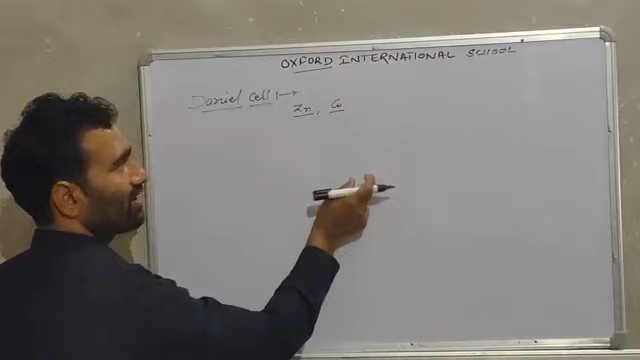 OXFORD INTERNATIONAL SCHOOL
Daniel Cell :→
Zn, Cu